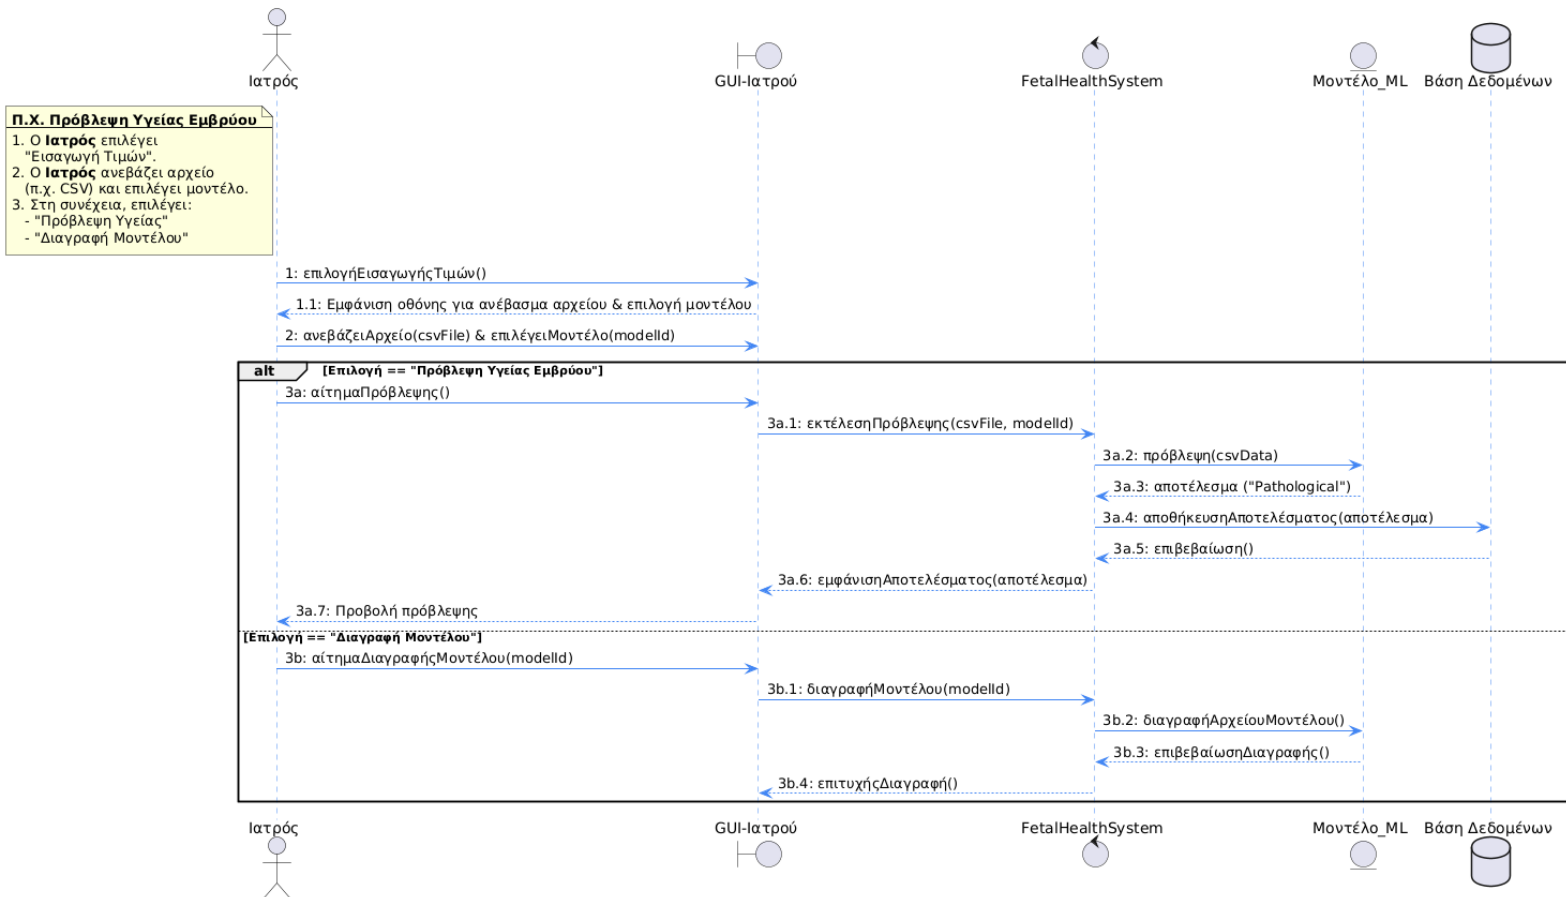 Ιατρός
GUI-Ιατρού
FetalHealthSystem
Μοντέλο_ML
Βάση Δεδομένων
Π.Χ. Πρόβλεψη Υγείας Εμβρύου
1. Ο Ιατρός επιλέγει
"Εισαγωγή Τιμών".
2. Ο Ιατρός ανεβάζει αρχείο
(π.χ. CSV) και επιλέγει μοντέλο.
3. Στη συνέχεια, επιλέγει:
- "Πρόβλεψη Υγείας"
- "Διαγραφή Μοντέλου"
1: επιλογήΕισαγωγήςΤιμών()
1.1: Εμφάνιση οθόνης για ανέβασμα αρχείου & επιλογή μοντέλου
2: ανεβάζειΑρχείο(csvFile) & επιλέγειΜοντέλο(modelId)
alt [Επιλογή == "Πρόβλεψη Υγείας Εμβρύου"]
3a: αίτημαΠρόβλεψης()
3a.1: εκτέλεσηΠρόβλεψης(csvFile, modelId)
3a.2: πρόβλεψη(csvData)
3a.3: αποτέλεσμα ("Pathological")
3a.4: αποθήκευσηΑποτελέσματος(αποτέλεσμα)
3a.5: επιβεβαίωση()
3a.6: εμφάνισηΑποτελέσματος(αποτέλεσμα)
3a.7: Προβολή πρόβλεψης
[Επιλογή == "Διαγραφή Μοντέλου"]
3b: αίτημαΔιαγραφήςΜοντέλου(modelId)
3b.1: διαγραφήΜοντέλου(modelId)
3b.2: διαγραφήΑρχείουΜοντέλου()
3b.3: επιβεβαίωσηΔιαγραφής()
3b.4: επιτυχήςΔιαγραφή()
Ιατρός
GUI-Ιατρού
FetalHealthSystem
Μοντέλο_ML
Βάση Δεδομένων